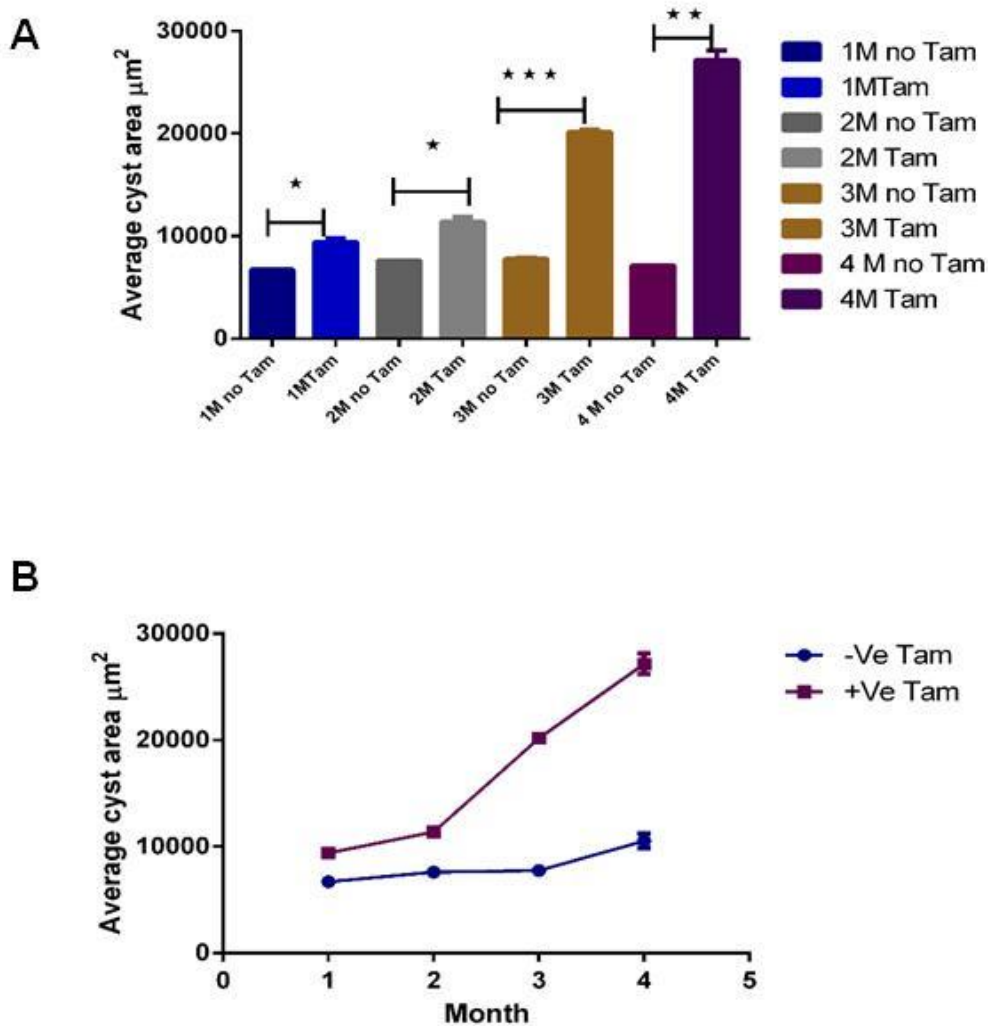 A
Average cyst area μm²
30000
20000
10000
0
★
★
★ ★ ★
★ ★
1M no Tam
1MTam
2M no Tam
2M Tam
3M no Tam
3M Tam
4 M no Tam
4M Tam
1M no Tam
1MTam
2M no Tam
2M Tam
3M no Tam
3M Tam
4 M no Tam
4M Tam
B
Average cyst area μm²
30000
20000
10000
0
0 1 2 3 4 5
Month
-Ve Tam
+Ve Tam